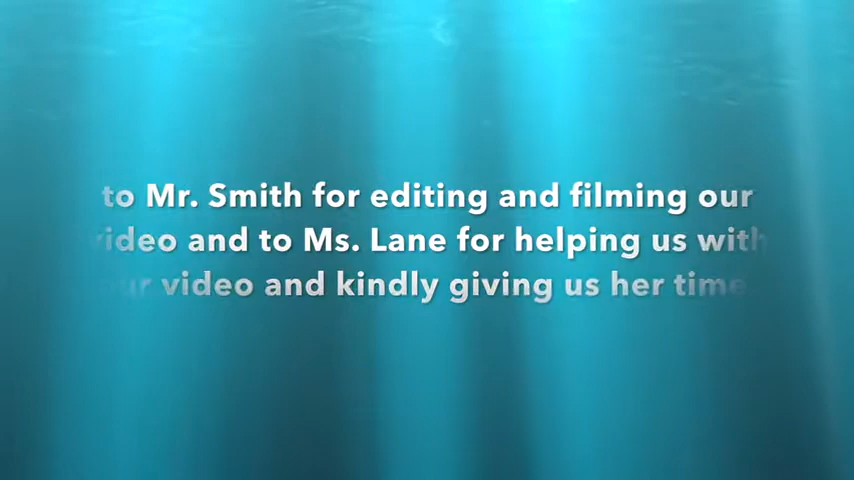 to Mr. Smith for editing and filming our
video and to Ms. Lane for helping us with
our video and kindly giving us her time.